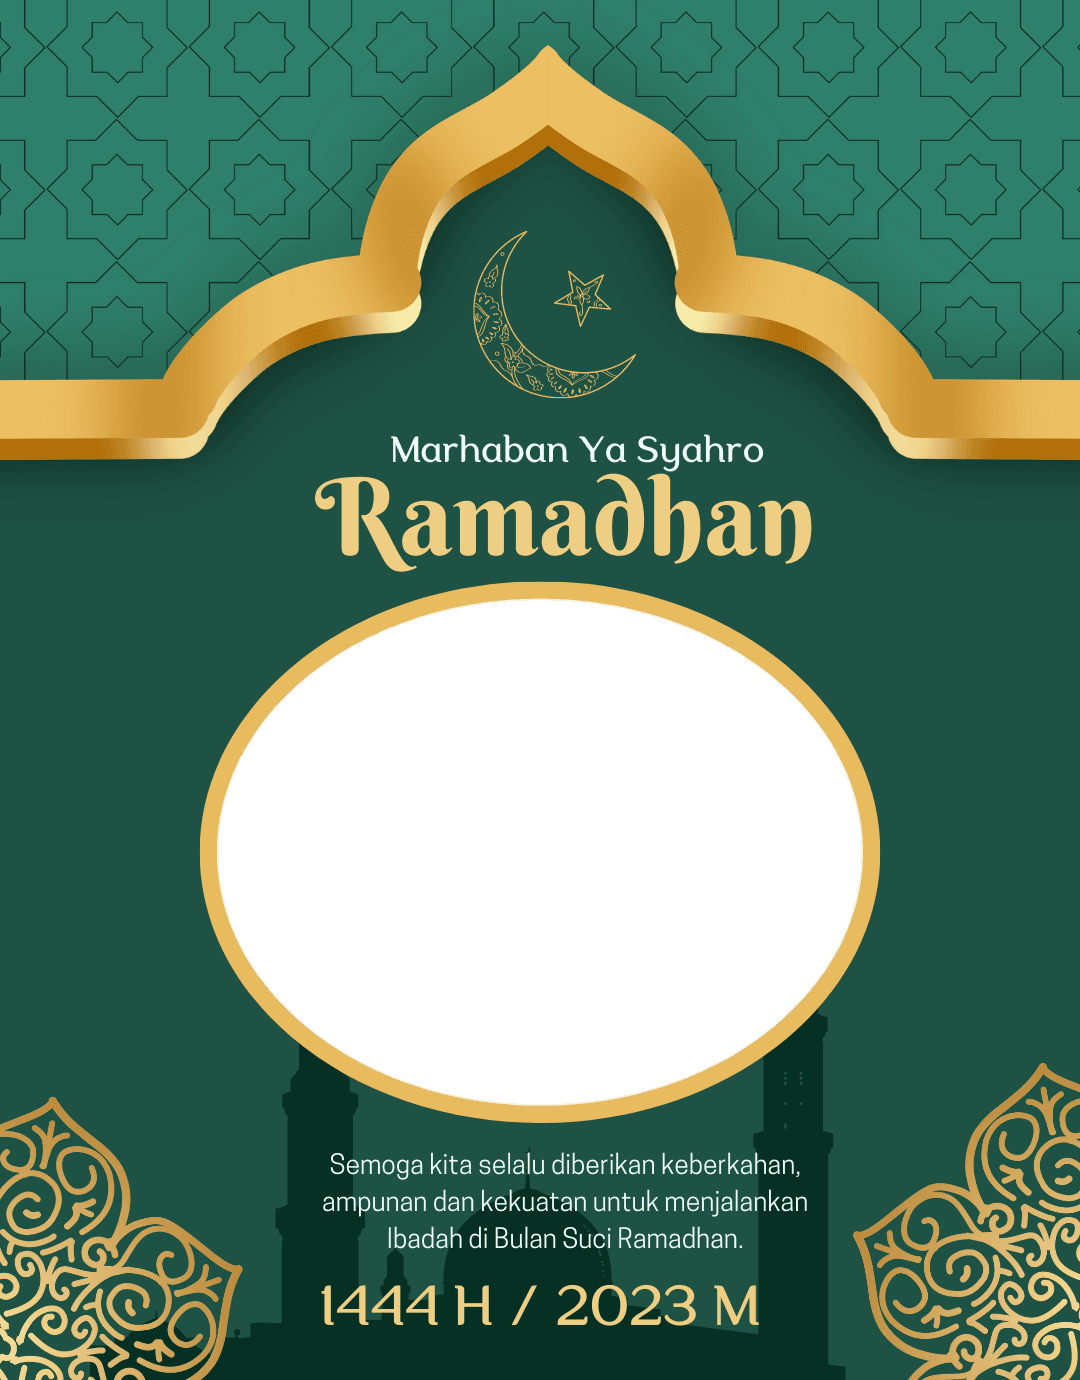 Marhaban Ya Syahro
Ramadhan
Semoga kita selalu diberikan keberkahan,
ampunan dan kekuatan untuk menjalankan
Ibadah di Bulan Suci Ramadhan.
1444 H / 2023 M